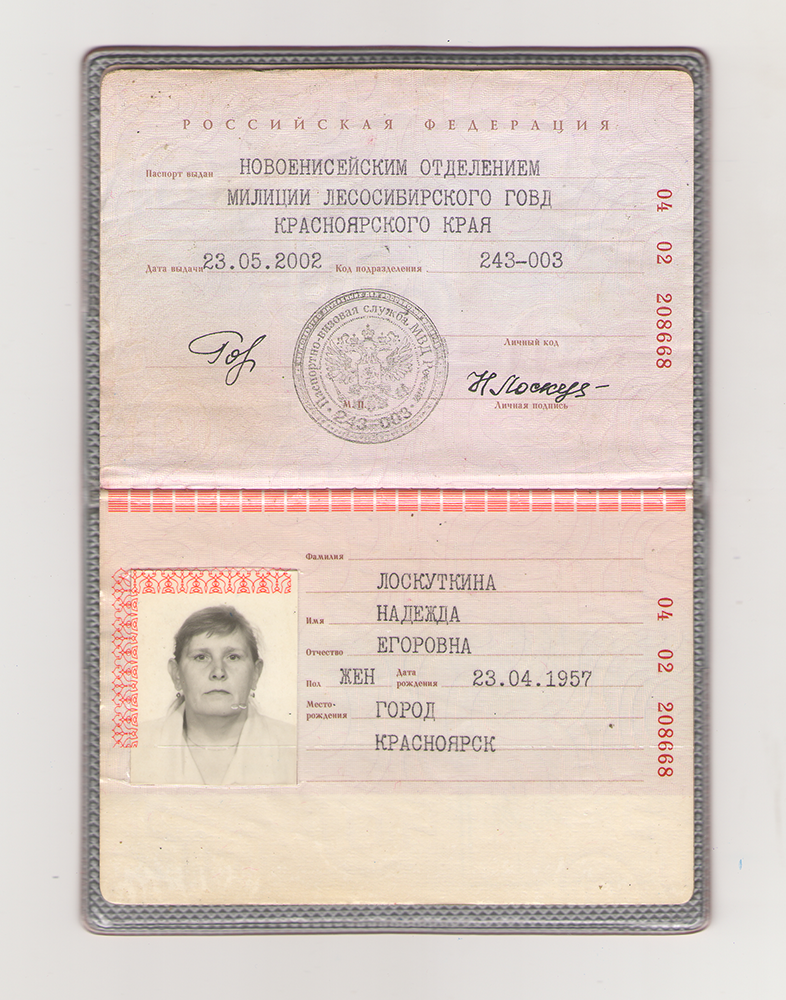 РОССИЙСКАЯ ФЕДЕРАЦИЯ
Паспорт выдан НОВОЕНИСЕЙСКИМ ОТДЕЛЕНИЕМ
МИЛИЦИИ ЛЕСОСИБИРСКОГО ГОВД
КРАСНОЯРСКОГО КРАЯ
Дата выдачи 23.05.2002 Код подразделения 243-003
04 02 208668
Паспортно-визовая служба МВД России
243-003
М.П.
Личный код
Н Лоскут
Личная подпись
Фамилия
ЛОСКУТКИНА
Имя НАДЕЖДА
Отчество ЕГОРОВНА
Пол ЖЕН Дата рождения 23.04.1957
Место рождения ГОРОД
КРАСНОЯРСК
04 02 208668